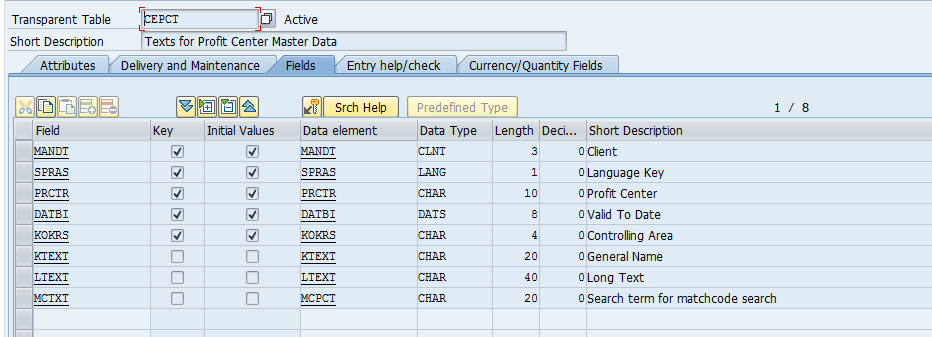 Transparent Table CEPCT Active
Short Description Texts for Profit Center Master Data
Attributes Delivery and Maintenance Fields Entry help/check Currency/Quantity Fields
Srch Help Predefined Type 1 / 8
Field Key Initial Values Data element Data Type Length Deci... Short Description
MANDT MANDT CLNT 3 0 Client
SPRAS SPRAS LANG 1 0 Language Key
PRCTR PRCTR CHAR 10 0 Profit Center
DATBI DATBI DATS 8 0 Valid To Date
KOKRS KOKRS CHAR 4 0 Controlling Area
KTEXT KTEXT CHAR 20 0 General Name
LTEXT LTEXT CHAR 40 0 Long Text
MCTXT MCPCT CHAR 20 0 Search term for matchcode search